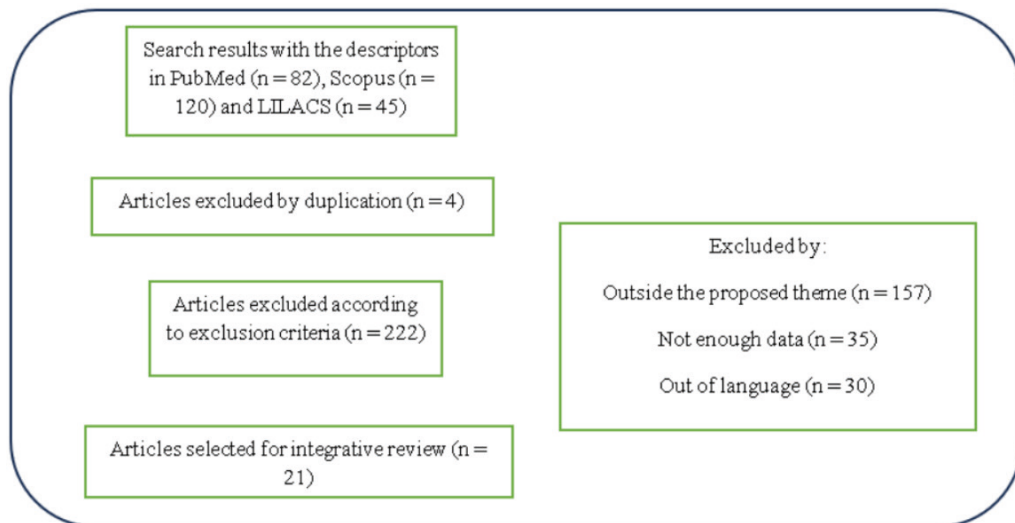 Search results with the descriptors
in PubMed (n = 82), Scopus (n =
120) and LILACS (n = 45)
Articles excluded by duplication (n = 4)
Articles excluded according
to exclusion criteria (n = 222)
Excluded by:
Outside the proposed theme (n = 157)
Not enough data (n = 35)
Out of language (n = 30)
Articles selected for integrative review (n =
21)